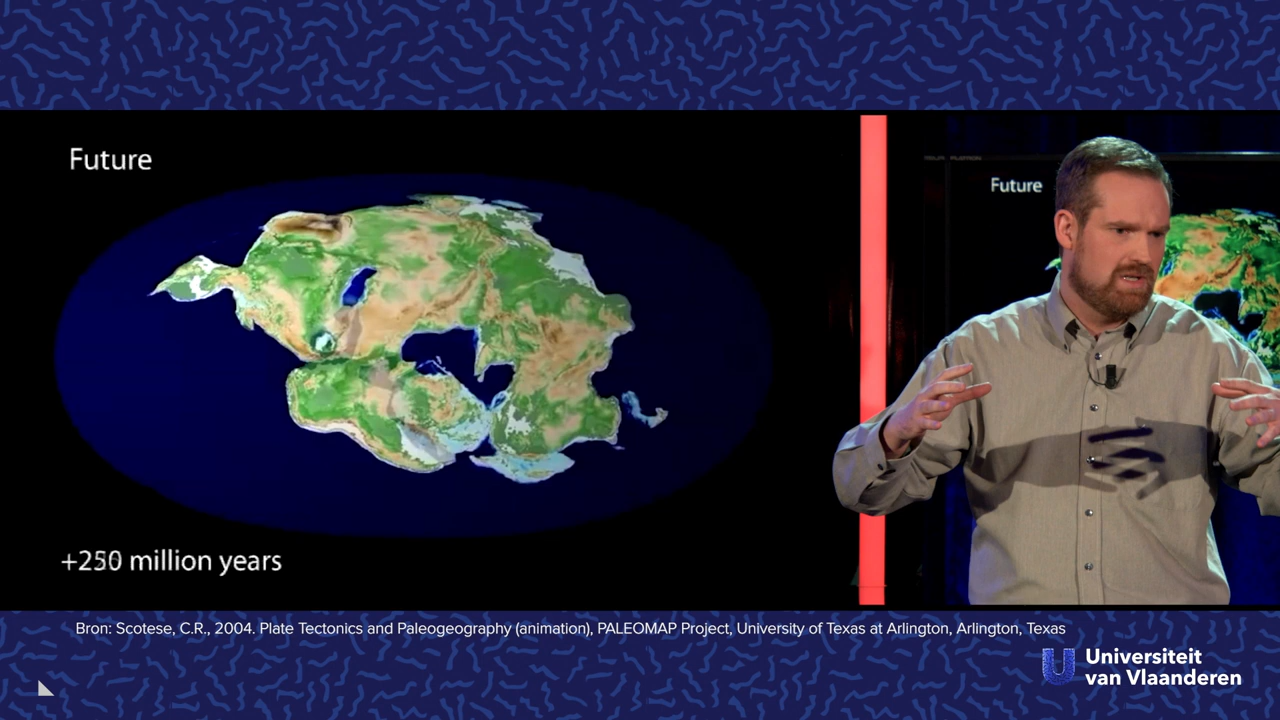 Future
Future
+250 million years
Bron: Scotese, C.R., 2004. Plate Tectonics and Paleogeography (animation), PALEOMAP Project, University of Texas at Arlington, Arlington, Texas
Universiteit
van Vlaanderen